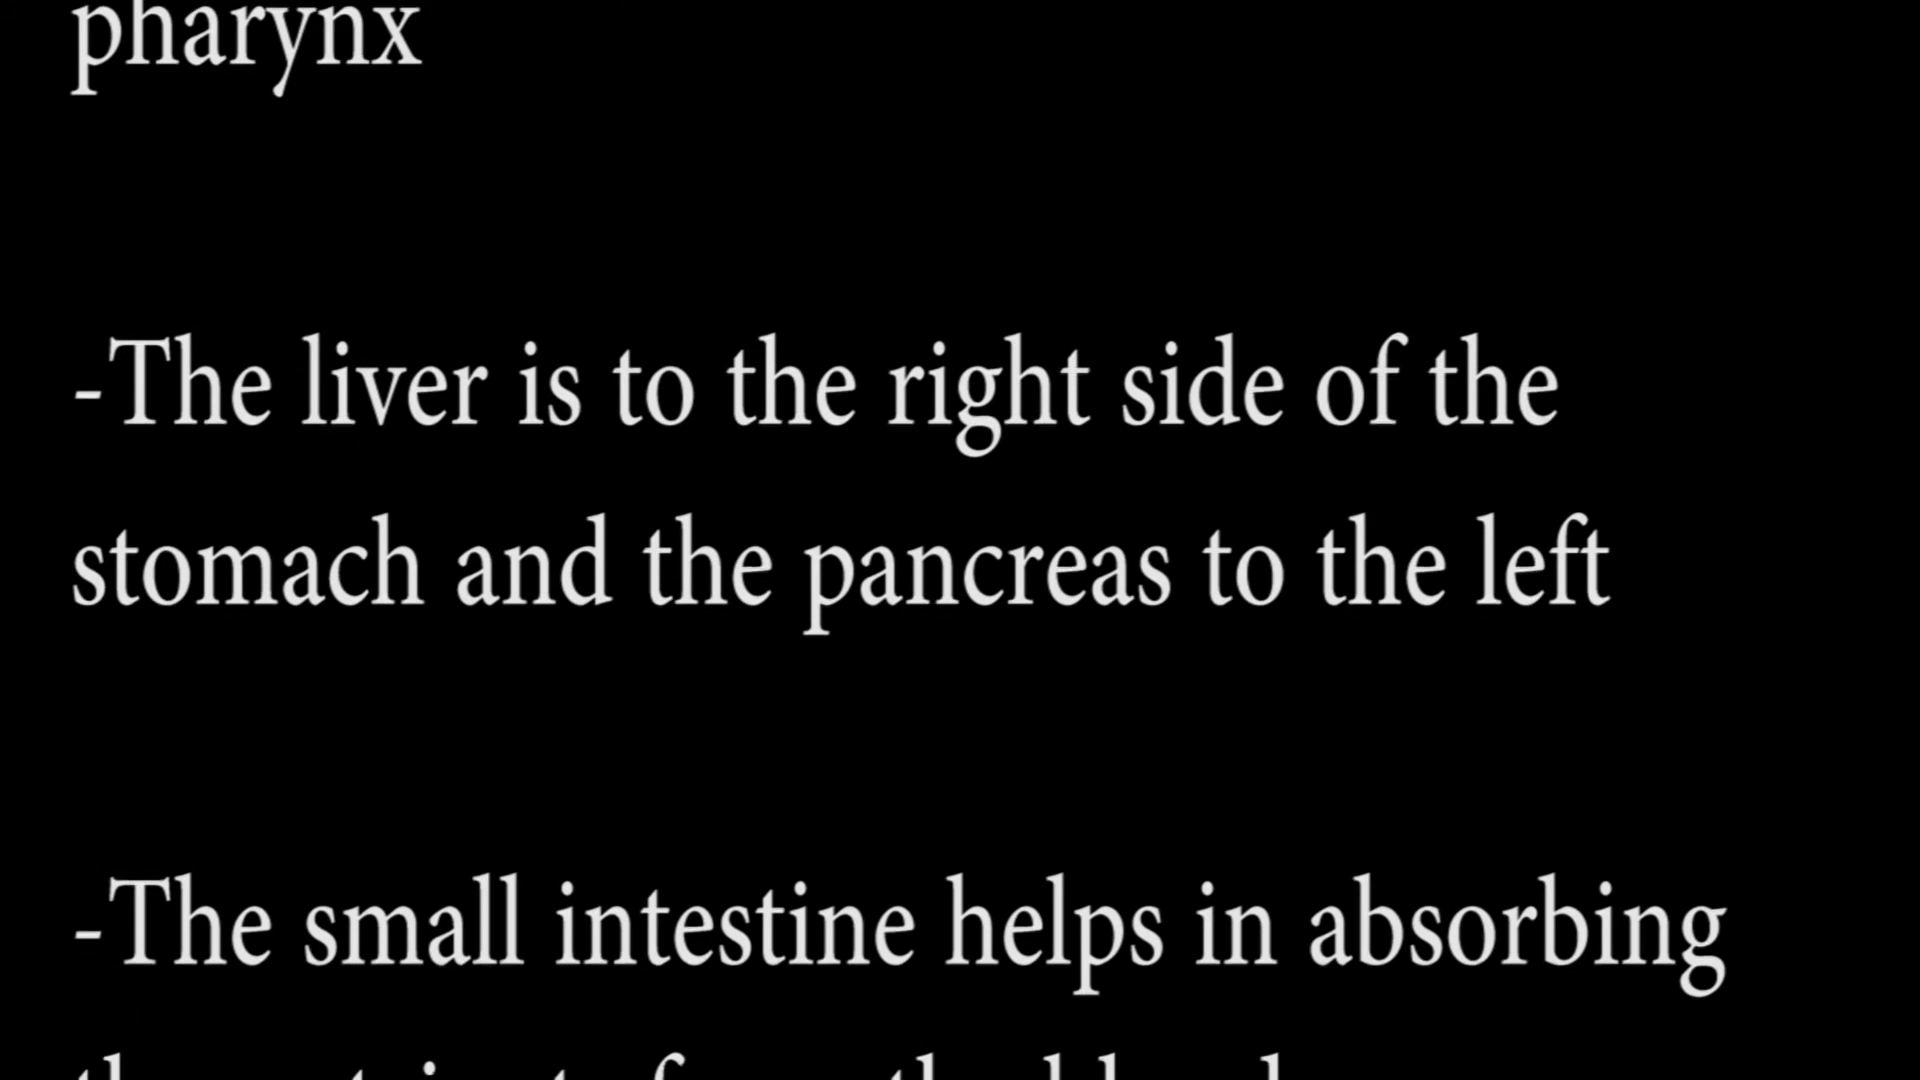 pharynx
-The liver is to the right side of the
stomach and the pancreas to the left
-The small intestine helps in absorbing